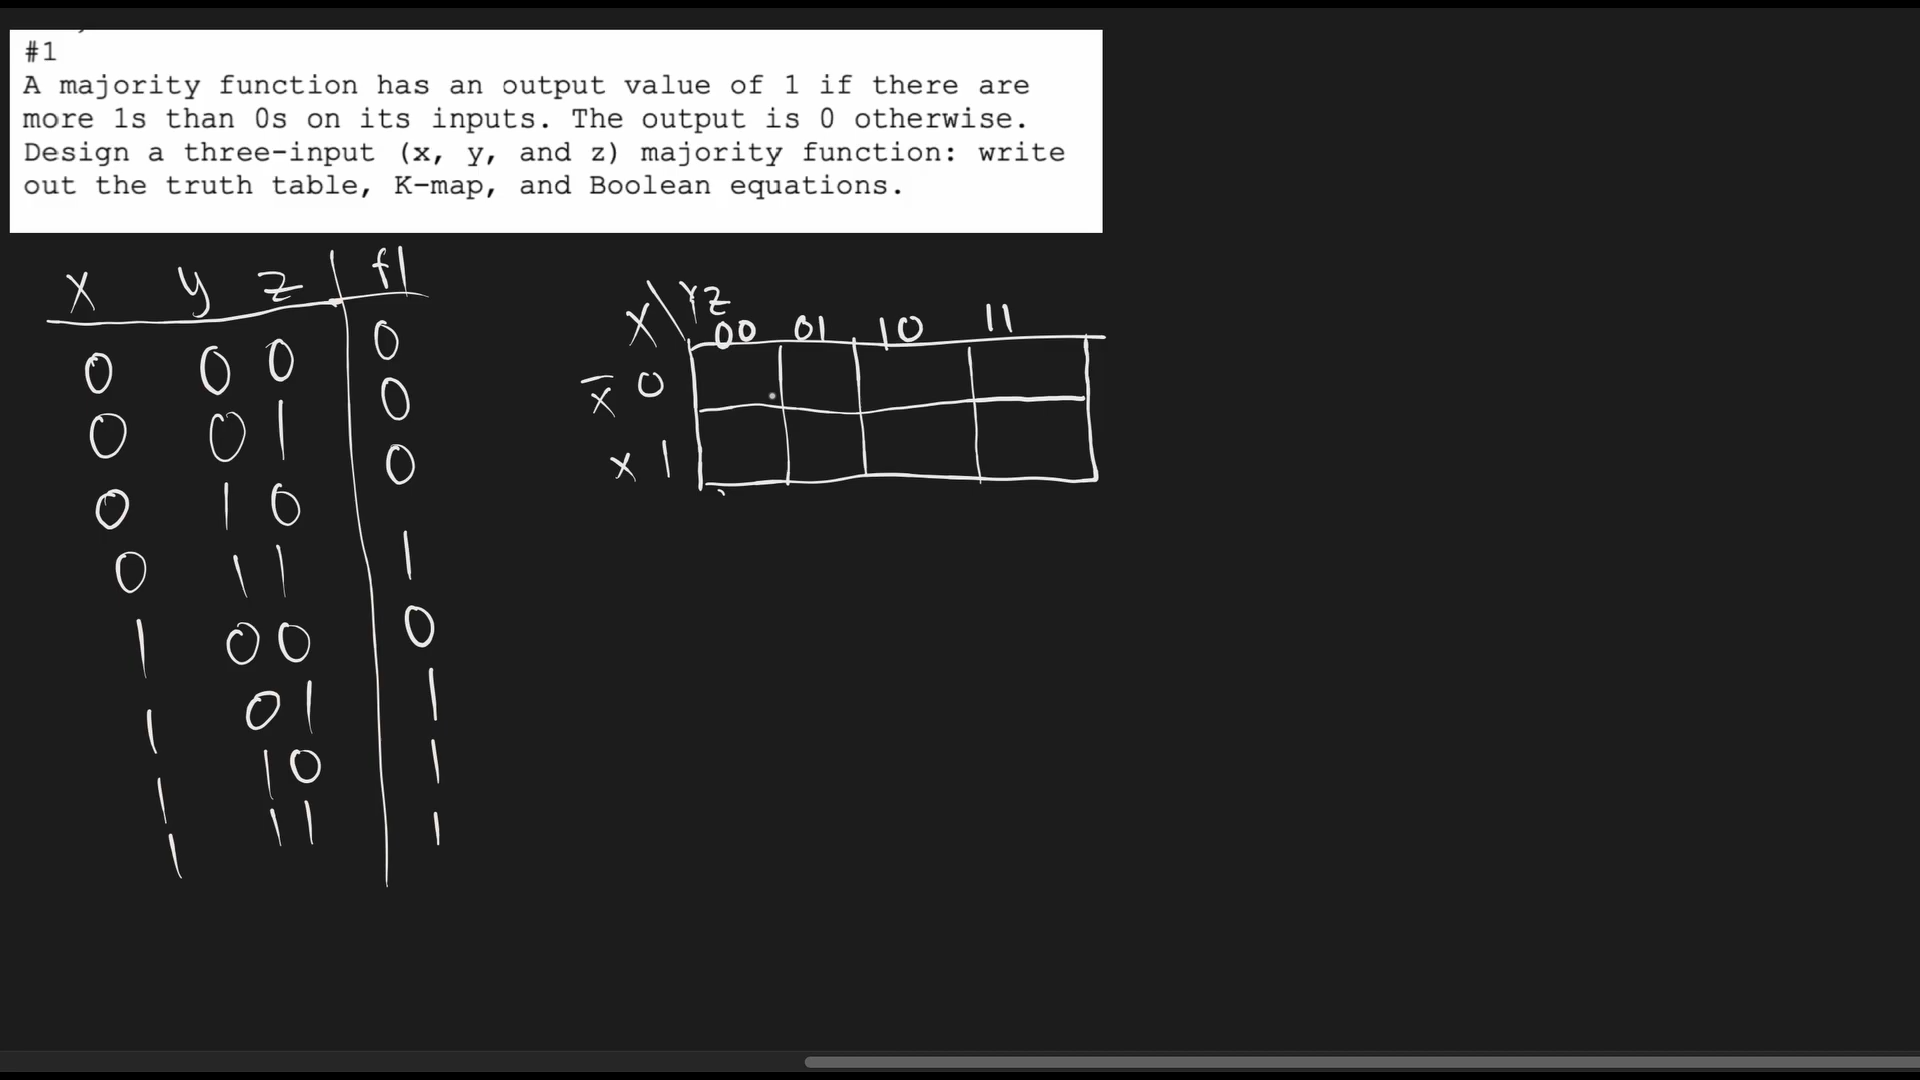 #1
A majority function has an output value of 1 if there are
more 1s than 0s on its inputs. The output is 0 otherwise.
Design a three-input (x, y, and z) majority function: write
out the truth table, K-map, and Boolean equations.
x y z | f1
0 0 0 0
0 0 1 0
0 1 0 0
0 1 1 1
1 0 0 0
1 0 1 1
1 1 0 1
1 1 1 1
X \ YZ
00 01 10 11
x̅ 0
x 1